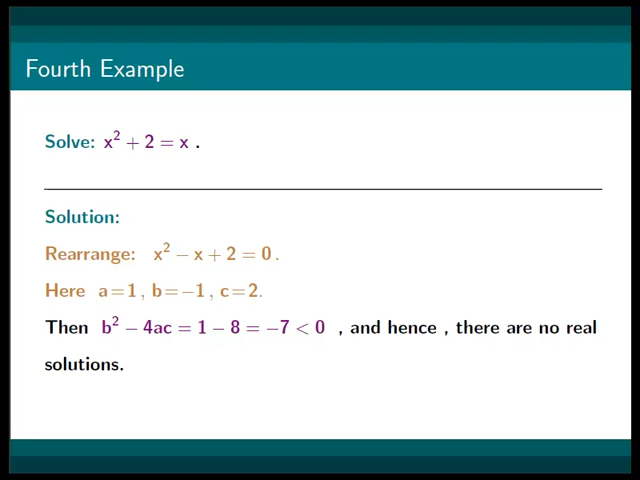 Fourth Example
Solve: x² + 2 = x .
Solution:
Rearrange: x² − x + 2 = 0 .
Here a = 1 , b = −1 , c = 2.
Then b² − 4ac = 1 − 8 = −7 < 0 , and hence , there are no real
solutions.